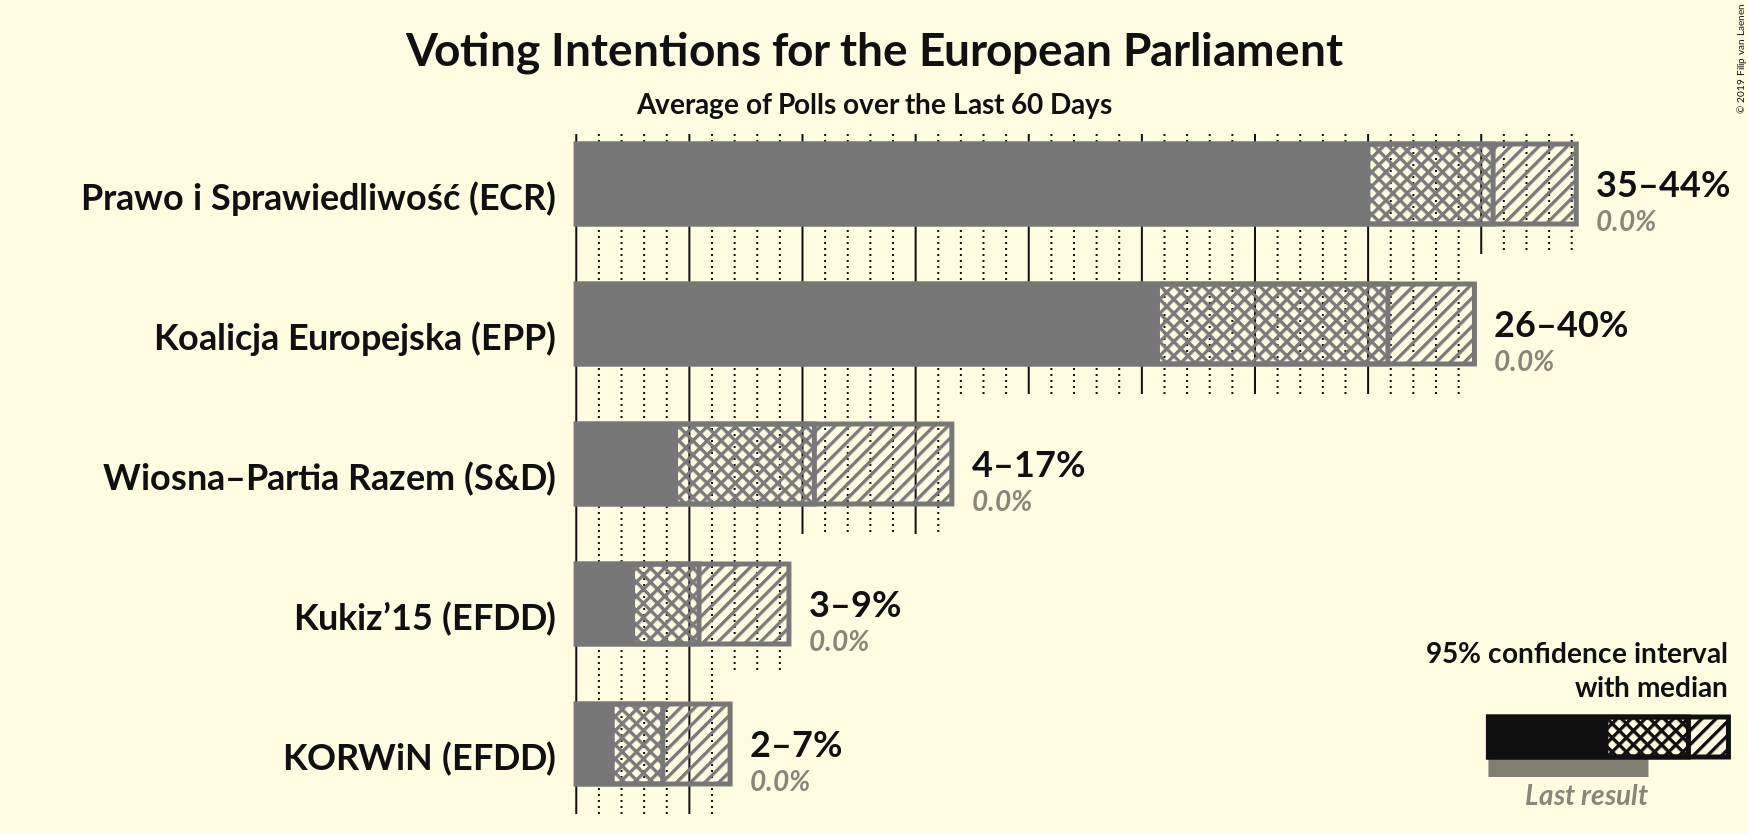 Voting Intentions for the European Parliament
Average of Polls over the Last 60 Days
© 2019 Filip van Laenen
Prawo i Sprawiedliwość (ECR)
35–44%
0.0%
Koalicja Europejska (EPP)
26–40%
0.0%
Wiosna–Partia Razem (S&D)
4–17%
0.0%
Kukiz’15 (EFDD)
3–9%
0.0%
KORWiN (EFDD)
2–7%
0.0%
95% confidence interval
with median
Last result